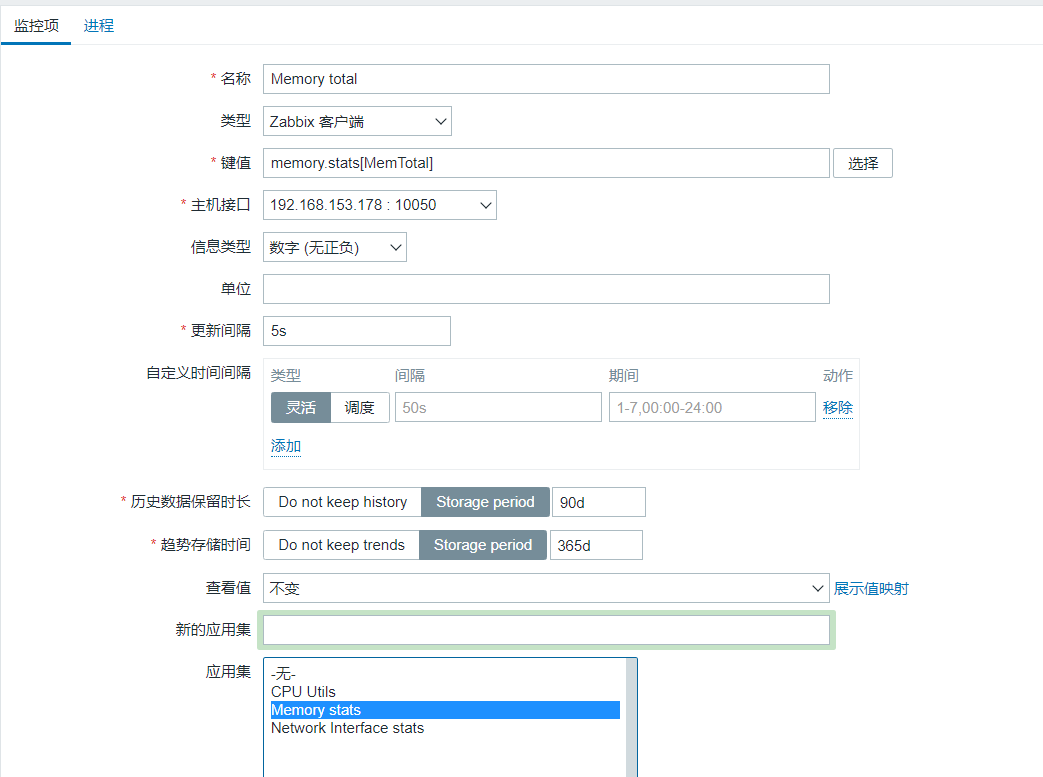 监控项 进程
* 名称 Memory total
类型 Zabbix 客户端
* 键值 memory.stats[MemTotal] 选择
* 主机接口 192.168.153.178 : 10050
信息类型 数字 (无正负)
单位
* 更新间隔 5s
自定义时间间隔 类型 间隔 期间 动作
灵活 调度 50s 1-7,00:00-24:00 移除
添加
* 历史数据保留时长 Do not keep history Storage period 90d
* 趋势存储时间 Do not keep trends Storage period 365d
查看值 不变 展示值映射
新的应用集
应用集 -无-
CPU Utils
Memory stats
Network Interface stats